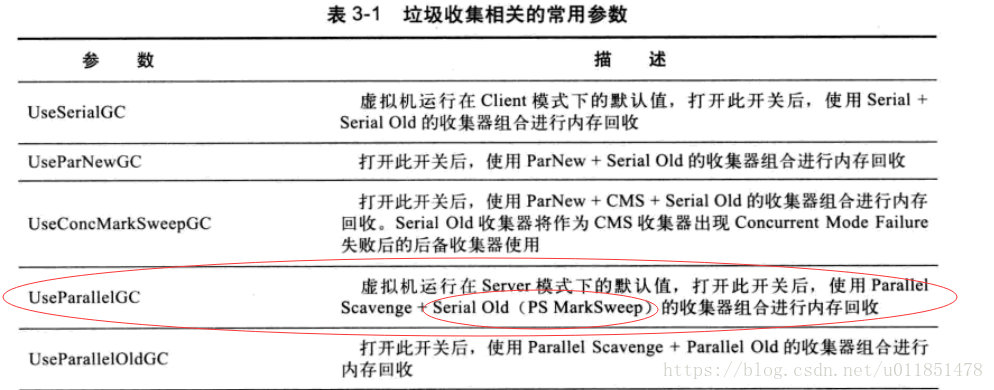 表 3-1 垃圾收集相关的常用参数
参 数 描 述
UseSerialGC 虚拟机运行在 Client 模式下的默认值，打开此开关后，使用 Serial +
Serial Old 的收集器组合进行内存回收
UseParNewGC 打开此开关后，使用 ParNew + Serial Old 的收集器组合进行内存回收
打开此开关后，使用 ParNew + CMS + Serial Old 的收集器组合进行内存
UseConcMarkSweepGC 回收。Serial Old 收集器将作为 CMS 收集器出现 Concurrent Mode Failure
失败后的后备收集器使用
UseParallelGC 虚拟机运行在 Server 模式下的默认值，打开此开关后，使用 Parallel
Scavenge + Serial Old（PS MarkSweep）的收集器组合进行内存回收
UseParallelOldGC 打开此开关后，使用 Parallel Scavenge + Parallel Old 的收集器组合进行
内存回收
https://blog.csdn.net/u011851478